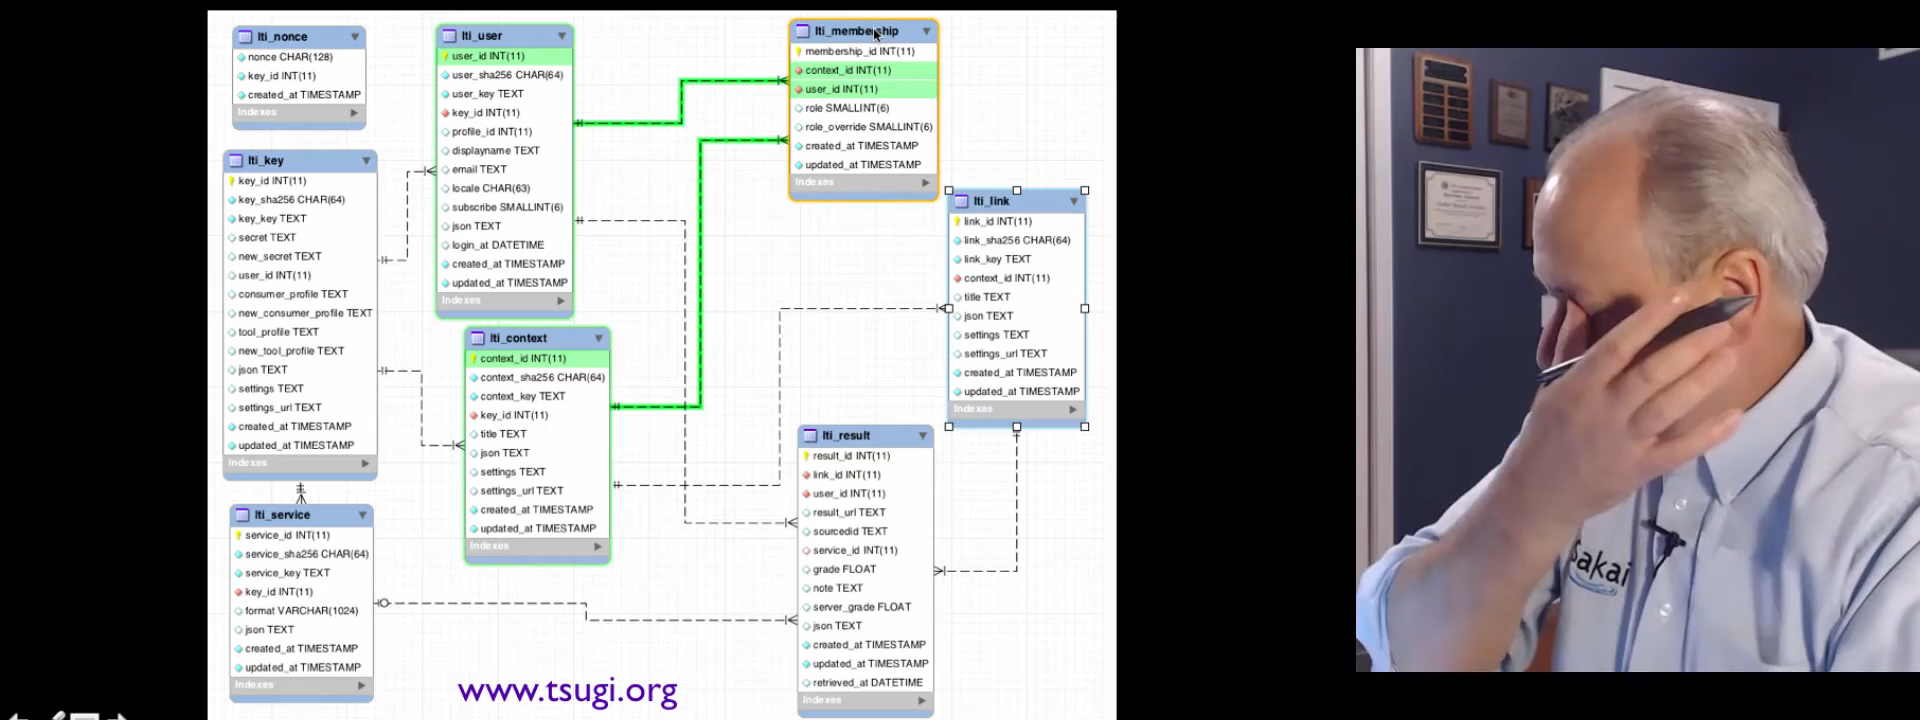 lti_nonce
nonce CHAR(128)
key_id INT(11)
created_at TIMESTAMP
Indexes
lti_key
key_id INT(11)
key_sha256 CHAR(64)
key_key TEXT
secret TEXT
new_secret TEXT
user_id INT(11)
consumer_profile TEXT
new_consumer_profile TEXT
tool_profile TEXT
new_tool_profile TEXT
json TEXT
settings TEXT
settings_url TEXT
created_at TIMESTAMP
updated_at TIMESTAMP
Indexes
lti_service
service_id INT(11)
service_sha256 CHAR(64)
service_key TEXT
key_id INT(11)
format VARCHAR(1024)
json TEXT
created_at TIMESTAMP
updated_at TIMESTAMP
Indexes
lti_user
user_id INT(11)
user_sha256 CHAR(64)
user_key TEXT
key_id INT(11)
profile_id INT(11)
displayname TEXT
email TEXT
locale CHAR(63)
subscribe SMALLINT(6)
json TEXT
login_at DATETIME
created_at TIMESTAMP
updated_at TIMESTAMP
Indexes
lti_context
context_id INT(11)
context_sha256 CHAR(64)
context_key TEXT
key_id INT(11)
title TEXT
json TEXT
settings TEXT
settings_url TEXT
created_at TIMESTAMP
updated_at TIMESTAMP
Indexes
www.tsugi.org
lti_membership
membership_id INT(11)
context_id INT(11)
user_id INT(11)
role SMALLINT(6)
role_override SMALLINT(6)
created_at TIMESTAMP
updated_at TIMESTAMP
Indexes
lti_link
link_id INT(11)
link_sha256 CHAR(64)
link_key TEXT
context_id INT(11)
title TEXT
json TEXT
settings TEXT
settings_url TEXT
created_at TIMESTAMP
updated_at TIMESTAMP
Indexes
lti_result
result_id INT(11)
link_id INT(11)
user_id INT(11)
result_url TEXT
sourcedid TEXT
service_id INT(11)
grade FLOAT
note TEXT
server_grade FLOAT
json TEXT
created_at TIMESTAMP
updated_at TIMESTAMP
retrieved_at DATETIME
Indexes
Sakai